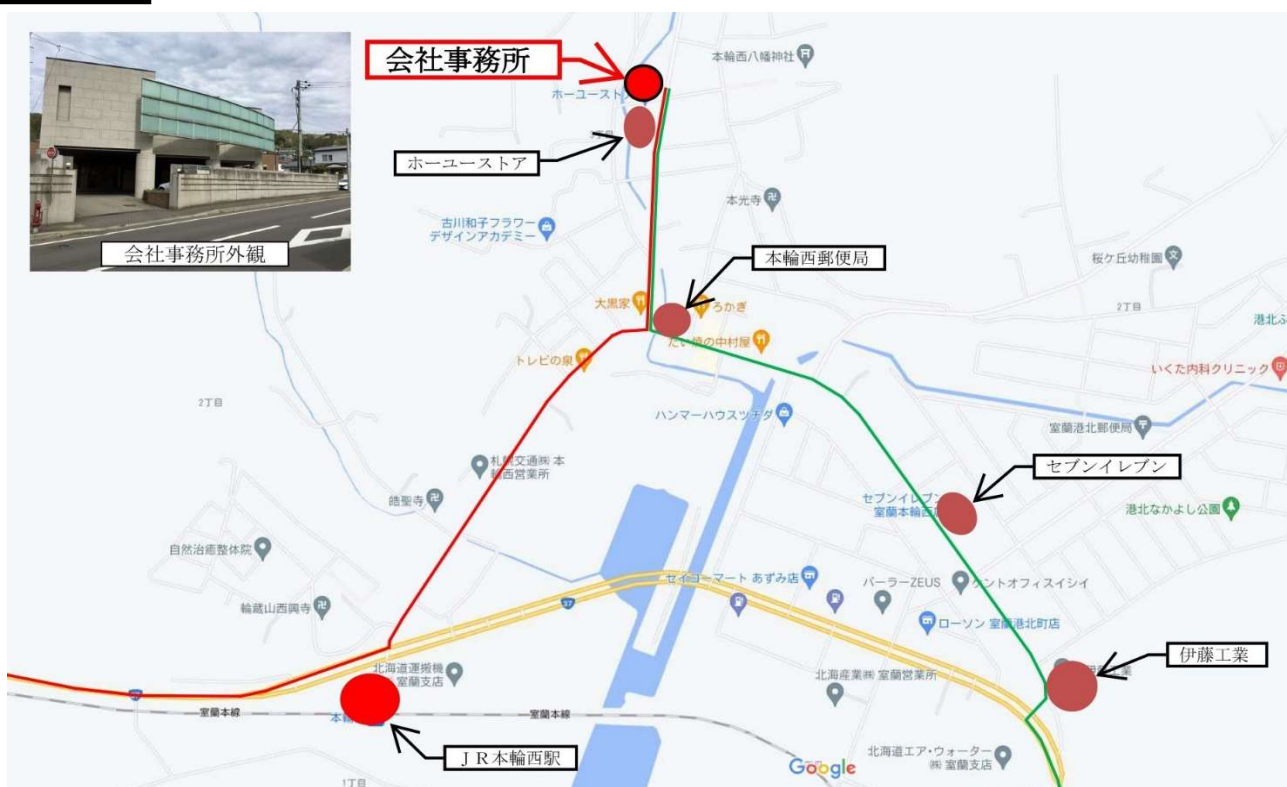 会社事務所
本輪西八幡神社
ホーユースト
ホーユーストア
会社事務所外観
古川和子フラワー
デザインアカデミー
本光寺
本輪西郵便局
桜ケ丘幼稚園
2丁目
大黒家
ろかぎ
たい焼の中村屋
トレビの泉
港北ふ
いくた内科クリニック
2丁目
ハンマーハウスツチダ
室蘭港北郵便局
札幌交通㈱ 本
輪西営業所
セブンイレブン
皓聖寺
セブンイレブン
室蘭本輪西
港北なかよし公園
自然治癒整体院
セイコーマート あずみ店
パーラーZEUS
ケントオフィスイシイ
輪蔵山西興寺
37
ローソン 室蘭港北町店
北海道運搬機
室蘭支店
北海産業㈱ 室蘭営業所
伊藤工業
室蘭本線
本輪
室蘭本線
ＪＲ本輪西駅
北海道エア・ウォーター
㈱ 室蘭支店
Google
1丁目